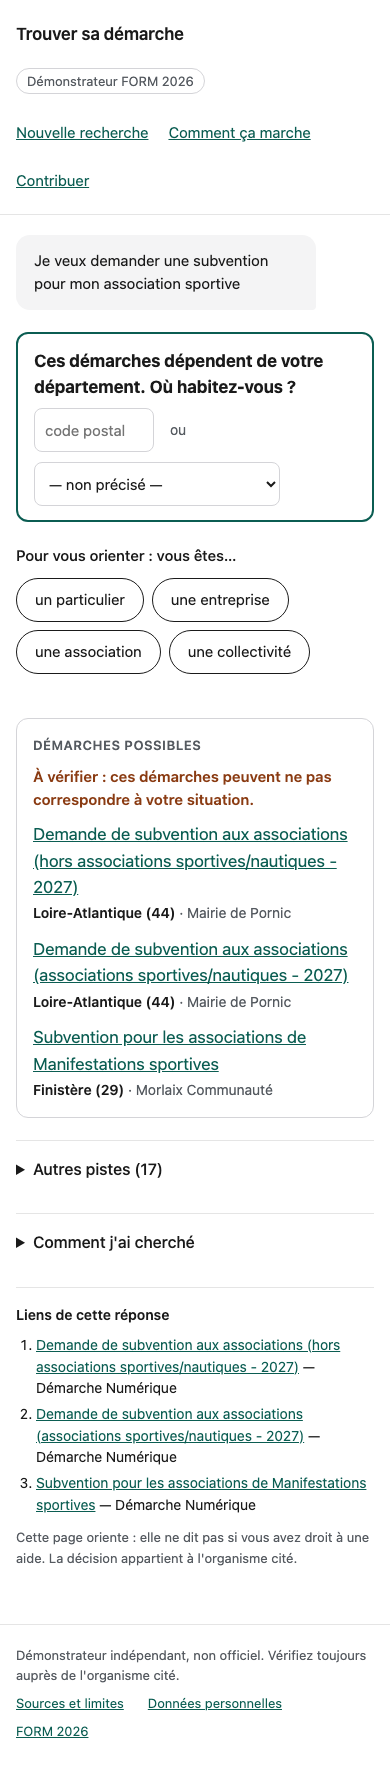 Trouver sa démarche
Démonstrateur FORM 2026
Nouvelle recherche Comment ça marche
Contribuer
Je veux demander une subvention
pour mon association sportive
Ces démarches dépendent de votre
département. Où habitez-vous ?
code postal ou
— non précisé —
Pour vous orienter : vous êtes...
un particulier une entreprise
une association une collectivité
DÉMARCHES POSSIBLES
À vérifier : ces démarches peuvent ne pas
correspondre à votre situation.
Demande de subvention aux associations
(hors associations sportives/nautiques -
2027)
Loire-Atlantique (44) · Mairie de Pornic
Demande de subvention aux associations
(associations sportives/nautiques - 2027)
Loire-Atlantique (44) · Mairie de Pornic
Subvention pour les associations de
Manifestations sportives
Finistère (29) · Morlaix Communauté
Autres pistes (17)
Comment j'ai cherché
Liens de cette réponse
1. Demande de subvention aux associations (hors
associations sportives/nautiques - 2027) —
Démarche Numérique
2. Demande de subvention aux associations
(associations sportives/nautiques - 2027) —
Démarche Numérique
3. Subvention pour les associations de Manifestations
sportives — Démarche Numérique
Cette page oriente : elle ne dit pas si vous avez droit à une
aide. La décision appartient à l'organisme cité.
Démonstrateur indépendant, non officiel. Vérifiez toujours
auprès de l'organisme cité.
Sources et limites Données personnelles
FORM 2026